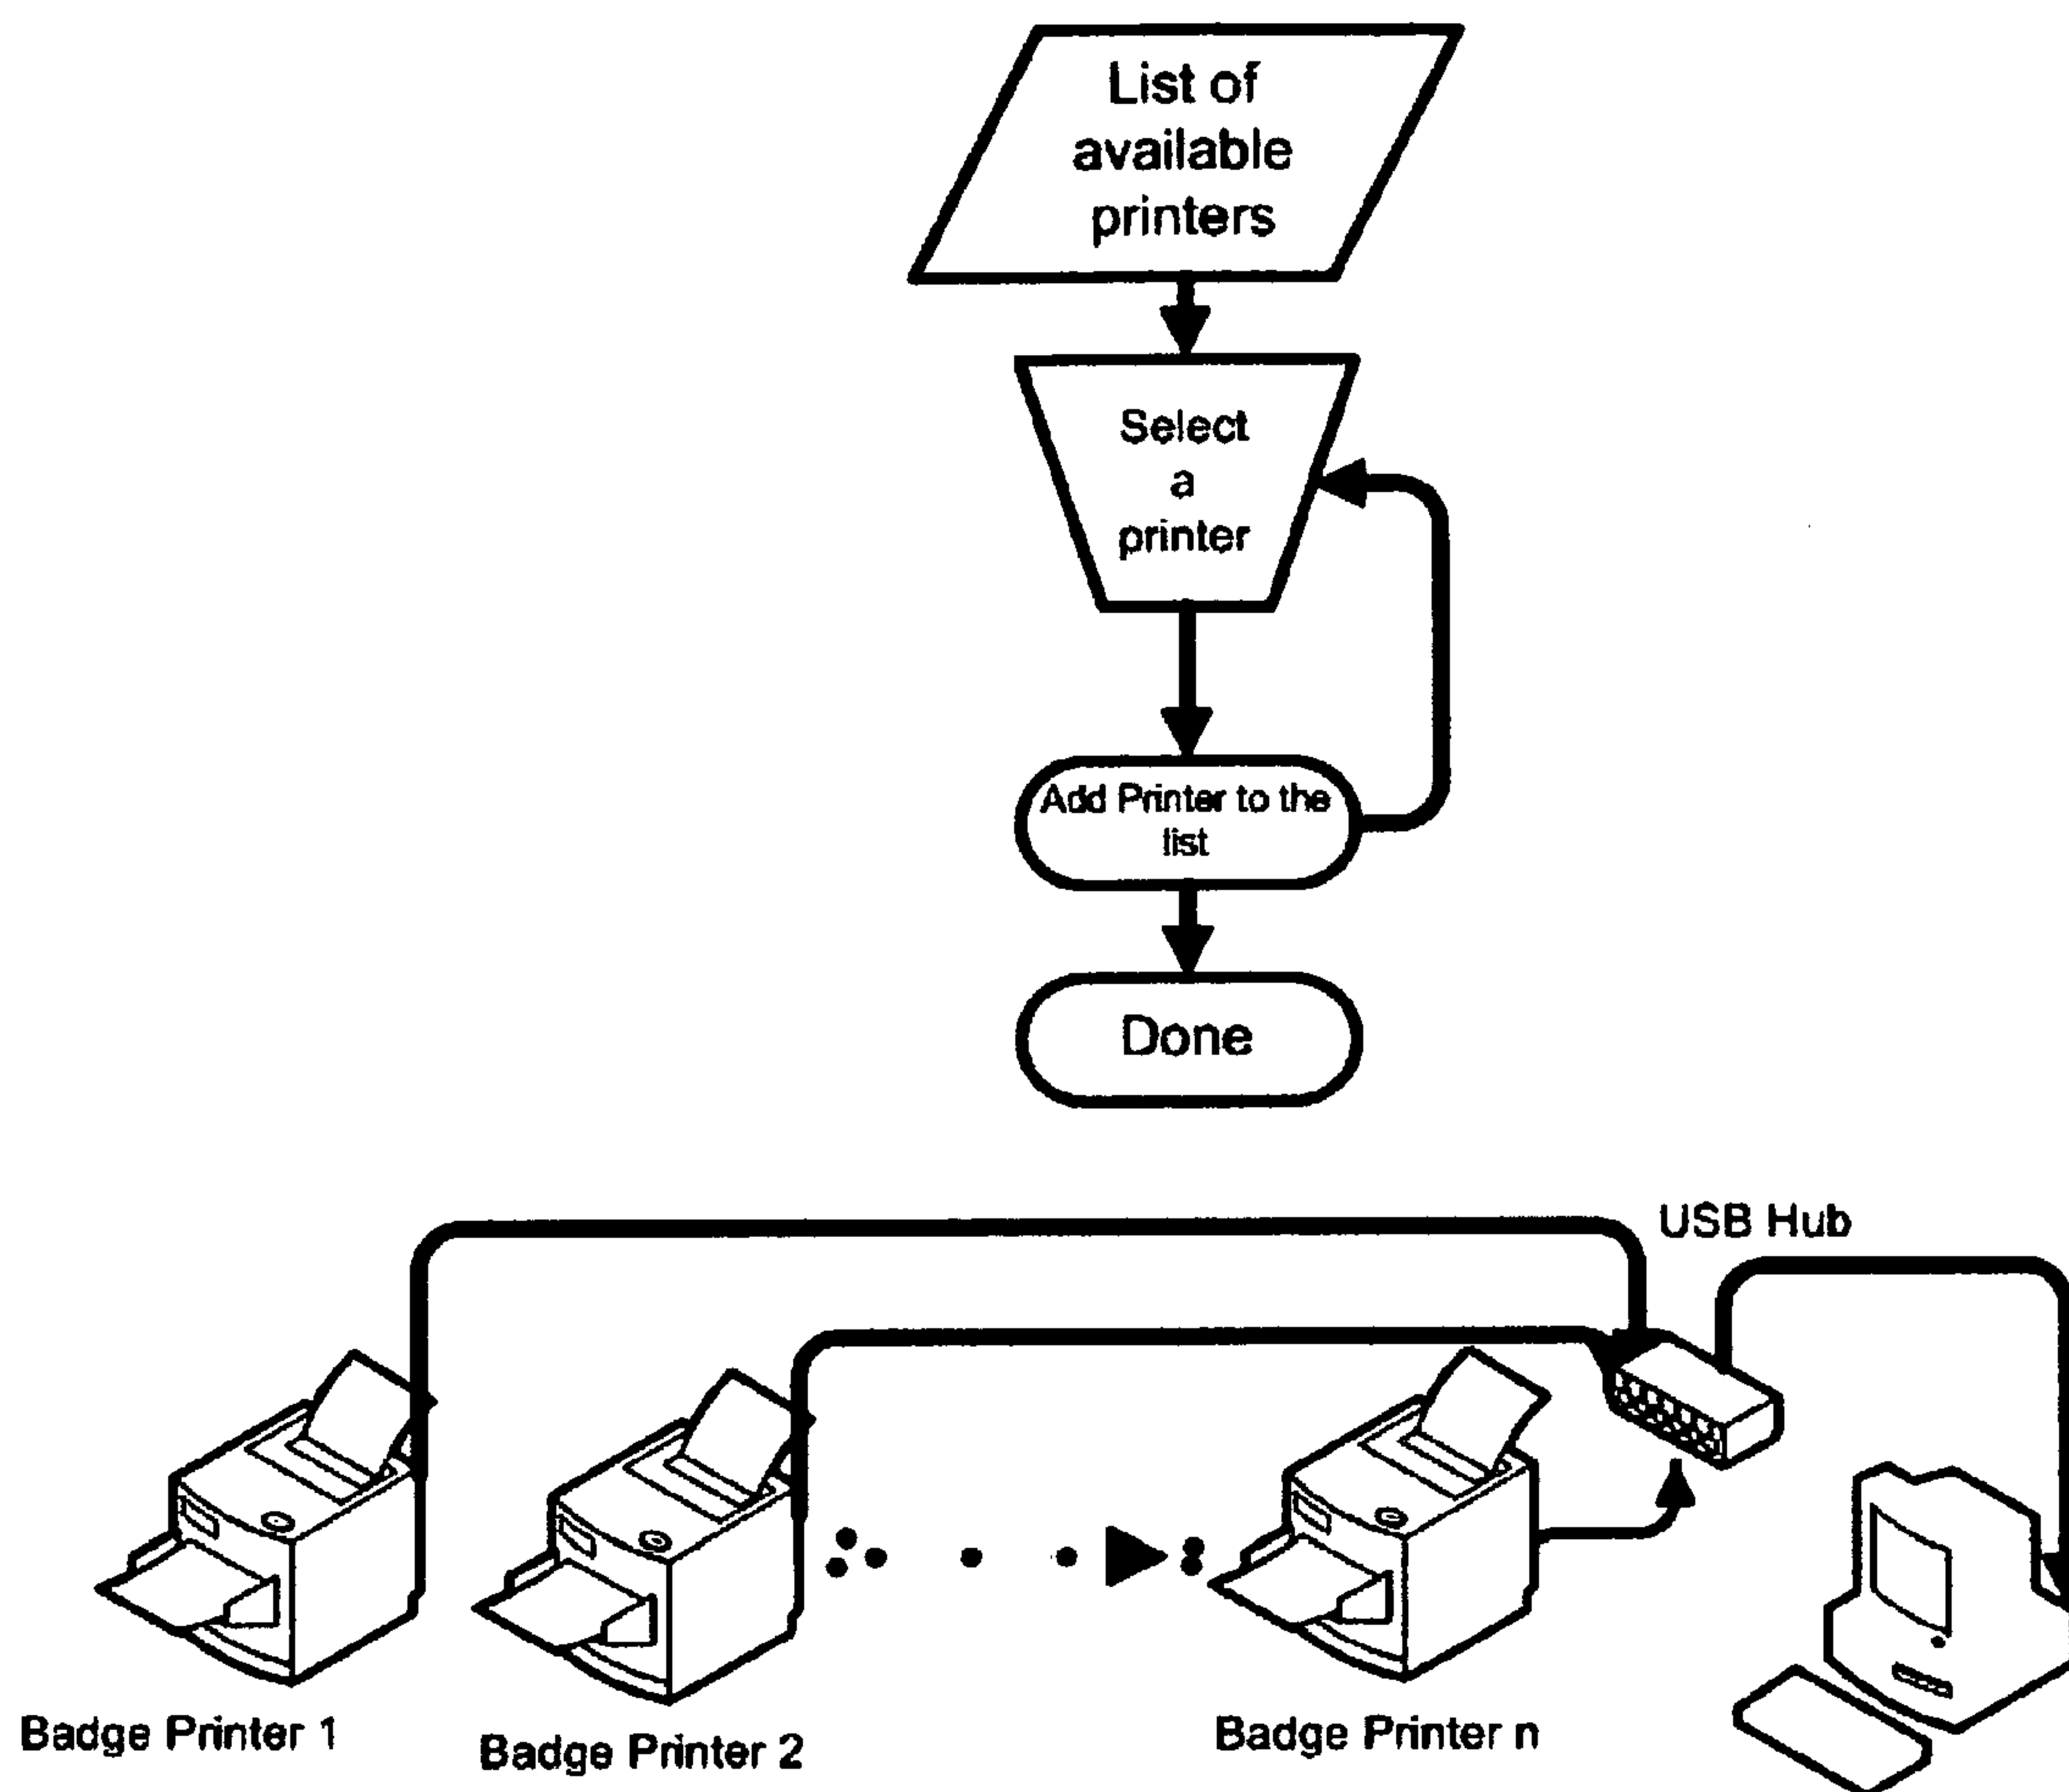 List of
available
printers
Select
a
printer
Add Printer to the
list
Done
USB Hub
Badge Printer 1
Badge Printer 2
Badge Printer n